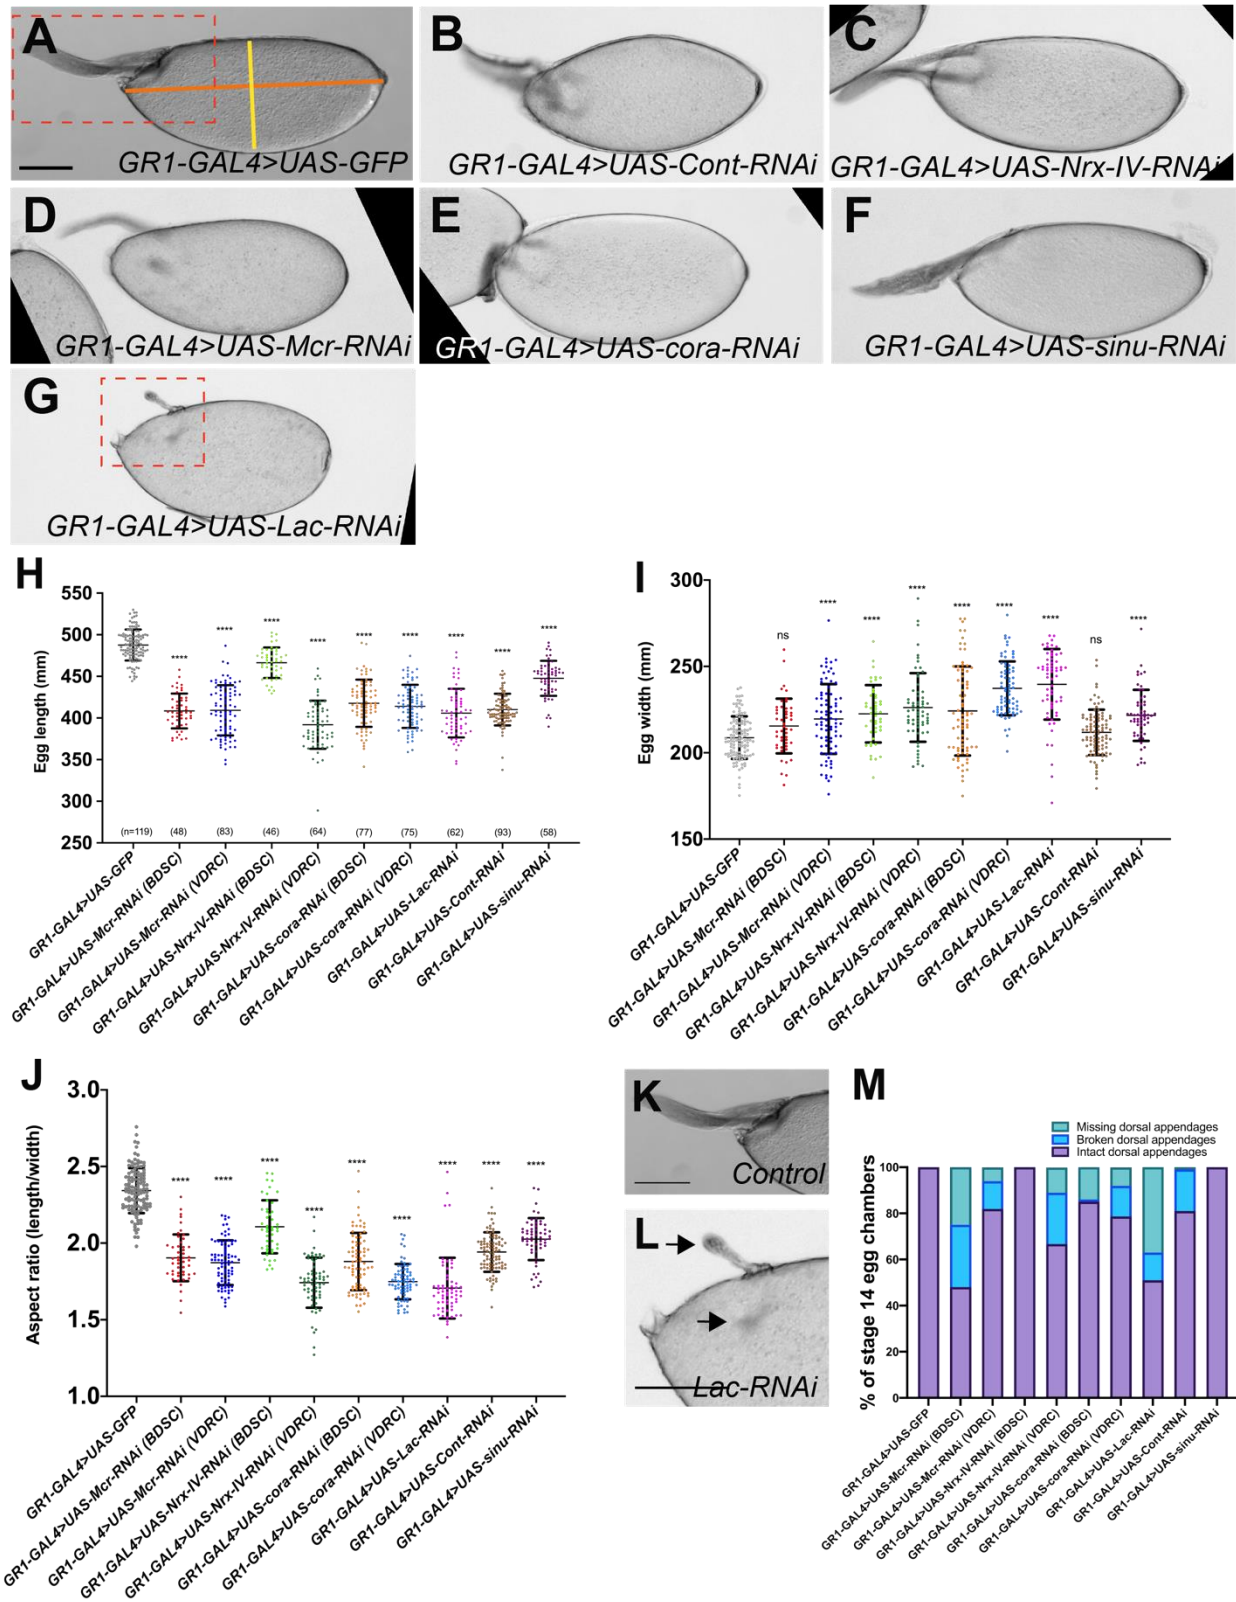 A
GR1-GAL4>UAS-GFP
B
GR1-GAL4>UAS-Cont-RNAi
C
GR1-GAL4>UAS-Nrx-IV-RNAi
D
GR1-GAL4>UAS-Mcr-RNAi
E
GR1-GAL4>UAS-cora-RNAi
F
GR1-GAL4>UAS-sinu-RNAi
G
GR1-GAL4>UAS-Lac-RNAi
H
Egg length (mm)
550
500
450
400
350
300
250
****
****
****
****
****
****
****
****
****
(n=119) (48) (83) (46) (64) (77) (75) (62) (93) (58)
GR1-GAL4>UAS-GFP
GR1-GAL4>UAS-Mcr-RNAi (BDSC)
GR1-GAL4>UAS-Mcr-RNAi (VDRC)
GR1-GAL4>UAS-Nrx-IV-RNAi (BDSC)
GR1-GAL4>UAS-Nrx-IV-RNAi (VDRC)
GR1-GAL4>UAS-cora-RNAi (BDSC)
GR1-GAL4>UAS-cora-RNAi (VDRC)
GR1-GAL4>UAS-Lac-RNAi
GR1-GAL4>UAS-Cont-RNAi
GR1-GAL4>UAS-sinu-RNAi
I
Egg width (mm)
300
250
200
150
ns
****
****
****
****
****
****
ns
****
GR1-GAL4>UAS-GFP
GR1-GAL4>UAS-Mcr-RNAi (BDSC)
GR1-GAL4>UAS-Mcr-RNAi (VDRC)
GR1-GAL4>UAS-Nrx-IV-RNAi (BDSC)
GR1-GAL4>UAS-Nrx-IV-RNAi (VDRC)
GR1-GAL4>UAS-cora-RNAi (BDSC)
GR1-GAL4>UAS-cora-RNAi (VDRC)
GR1-GAL4>UAS-Lac-RNAi
GR1-GAL4>UAS-Cont-RNAi
GR1-GAL4>UAS-sinu-RNAi
J
Aspect ratio (length/width)
3.0
2.5
2.0
1.5
1.0
****
****
****
****
****
****
****
****
****
GR1-GAL4>UAS-GFP
GR1-GAL4>UAS-Mcr-RNAi (BDSC)
GR1-GAL4>UAS-Mcr-RNAi (VDRC)
GR1-GAL4>UAS-Nrx-IV-RNAi (BDSC)
GR1-GAL4>UAS-Nrx-IV-RNAi (VDRC)
GR1-GAL4>UAS-cora-RNAi (BDSC)
GR1-GAL4>UAS-cora-RNAi (VDRC)
GR1-GAL4>UAS-Lac-RNAi
GR1-GAL4>UAS-Cont-RNAi
GR1-GAL4>UAS-sinu-RNAi
K
Control
L
Lac-RNAi
M
Missing dorsal appendages
Broken dorsal appendages
Intact dorsal appendages
% of stage 14 egg chambers
100
80
60
40
20
0
GR1-GAL4>UAS-GFP
GR1-GAL4>UAS-Mcr-RNAi (BDSC)
GR1-GAL4>UAS-Mcr-RNAi (VDRC)
GR1-GAL4>UAS-Nrx-IV-RNAi (BDSC)
GR1-GAL4>UAS-Nrx-IV-RNAi (VDRC)
GR1-GAL4>UAS-cora-RNAi (BDSC)
GR1-GAL4>UAS-cora-RNAi (VDRC)
GR1-GAL4>UAS-Lac-RNAi
GR1-GAL4>UAS-Cont-RNAi
GR1-GAL4>UAS-sinu-RNAi